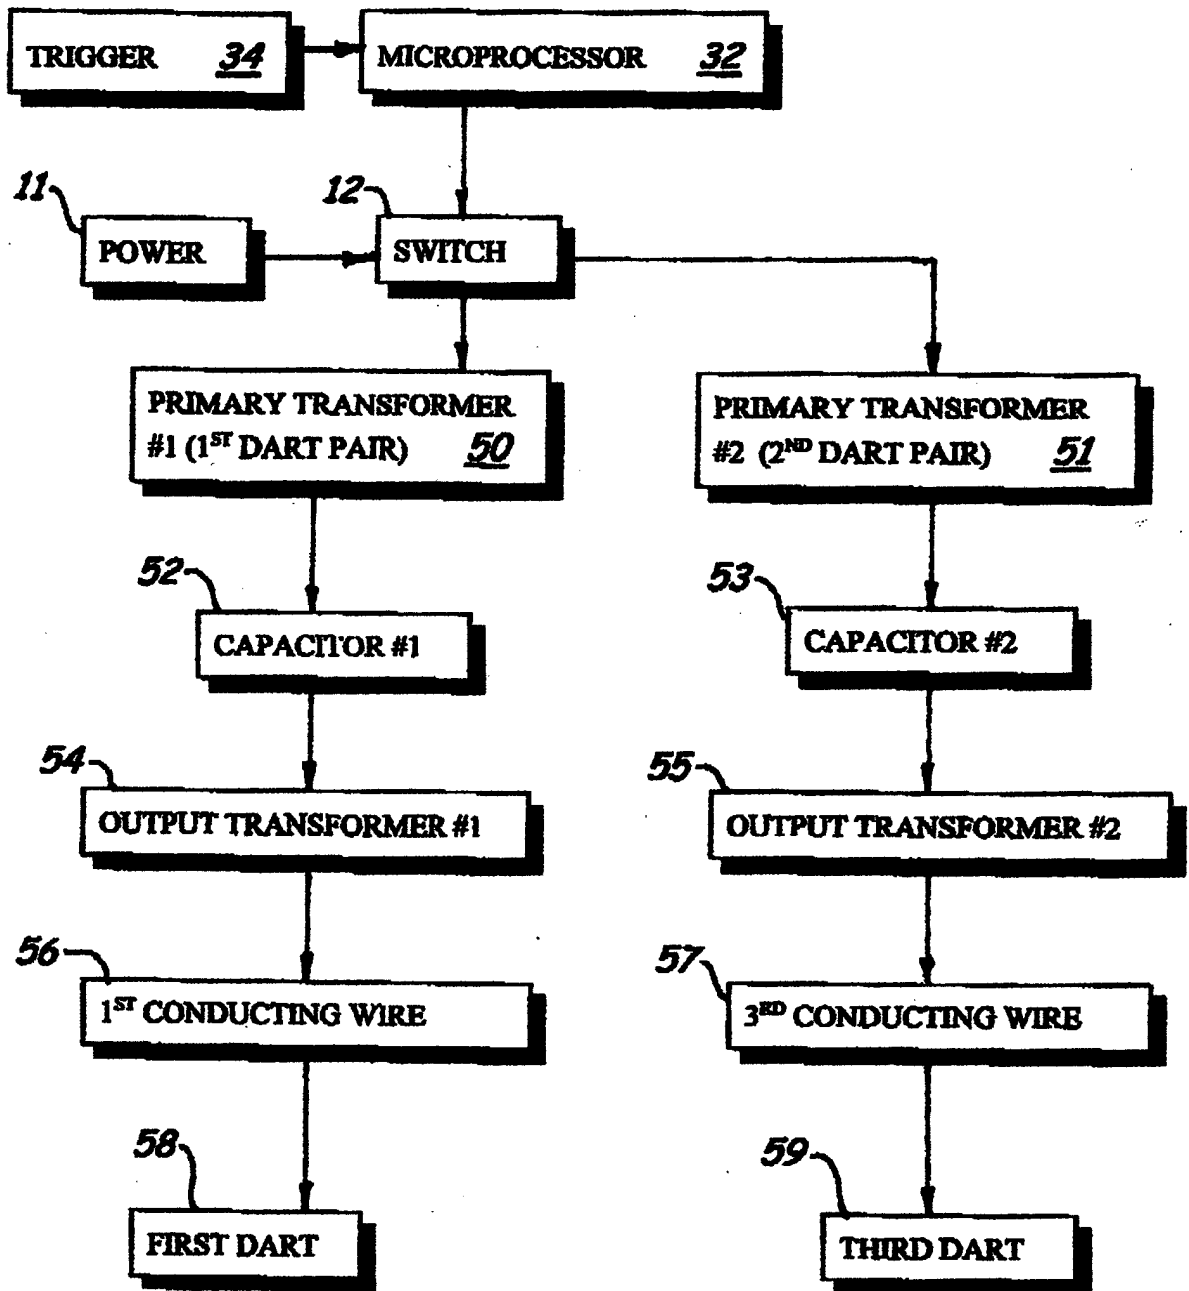 TRIGGER 34
MICROPROCESSOR 32
11
POWER
12
SWITCH
PRIMARY TRANSFORMER
#1 (1ST DART PAIR) 50
PRIMARY TRANSFORMER
#2 (2ND DART PAIR) 51
52
CAPACITOR #1
53
CAPACITOR #2
54
OUTPUT TRANSFORMER #1
55
OUTPUT TRANSFORMER #2
56
1ST CONDUCTING WIRE
57
3RD CONDUCTING WIRE
58
FIRST DART
59
THIRD DART